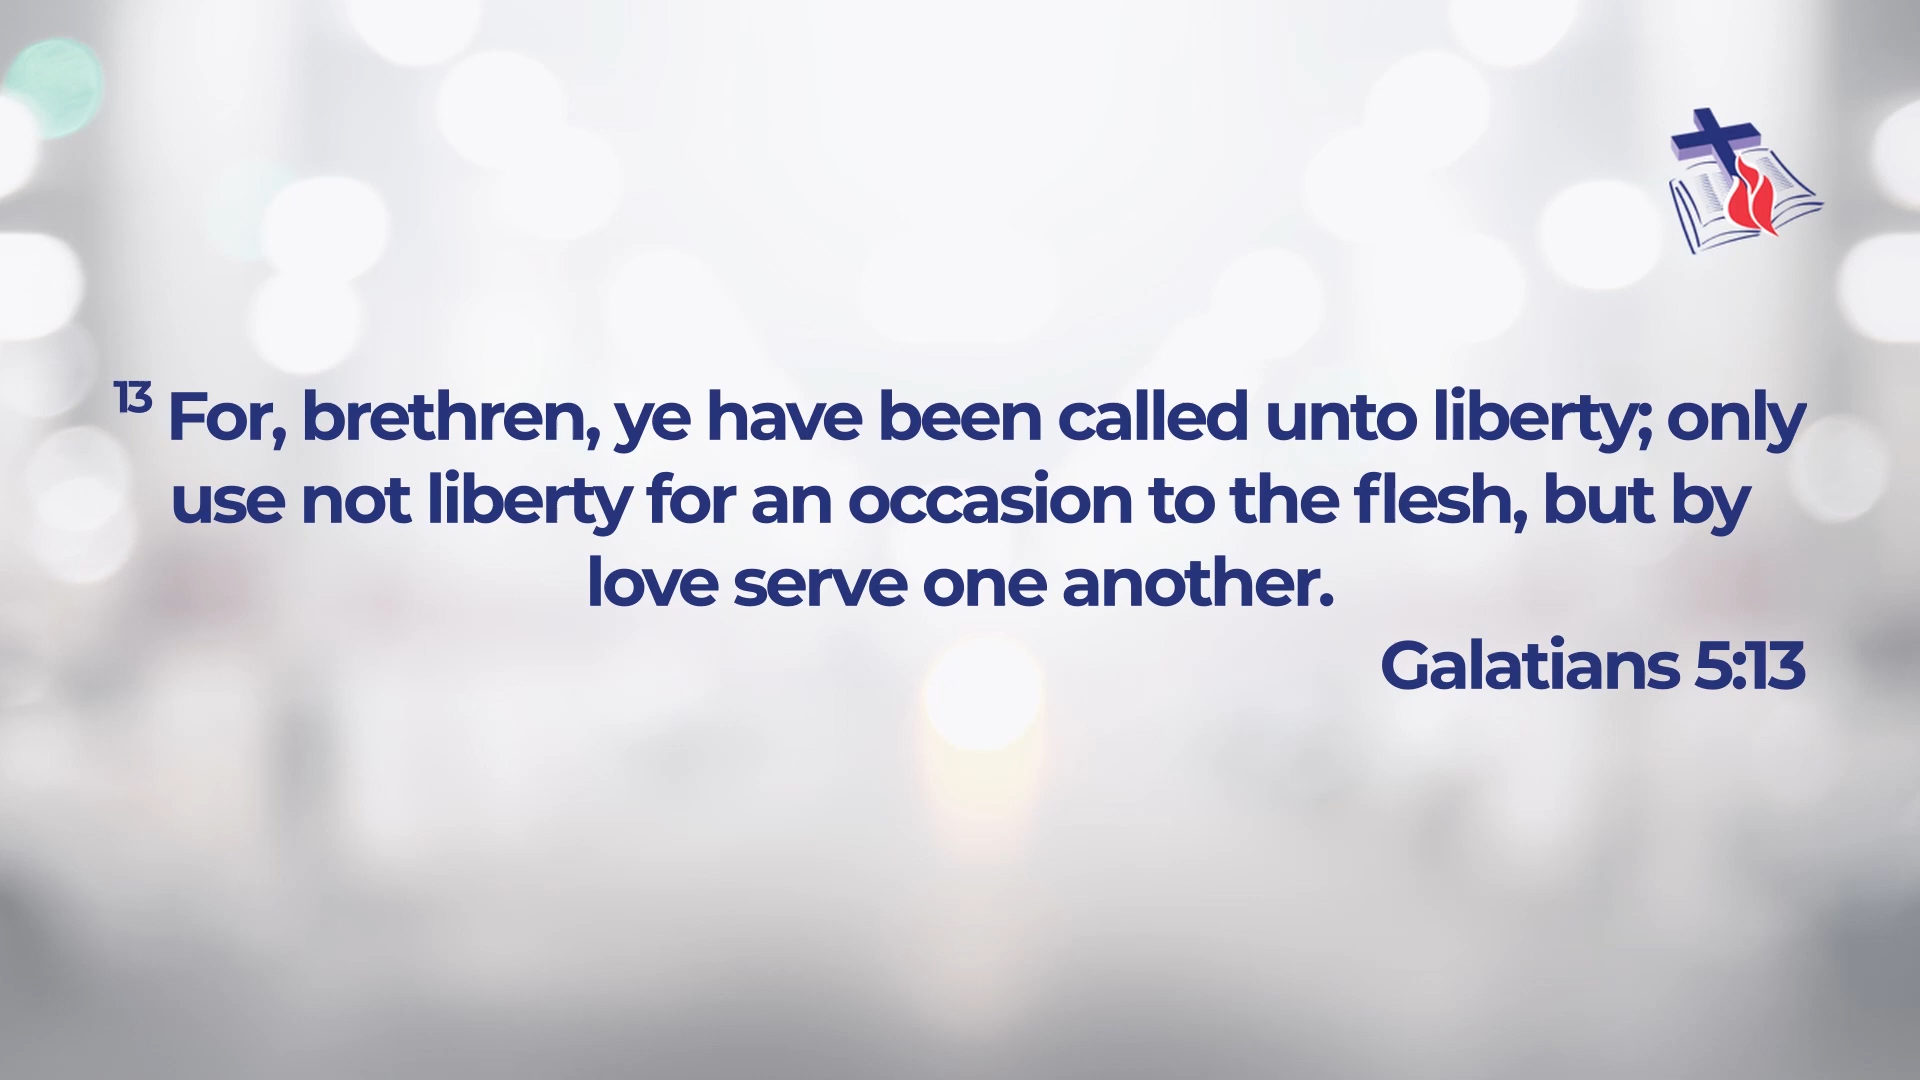 13 For, brethren, ye have been called unto liberty; only
use not liberty for an occasion to the flesh, but by
love serve one another.
Galatians 5:13